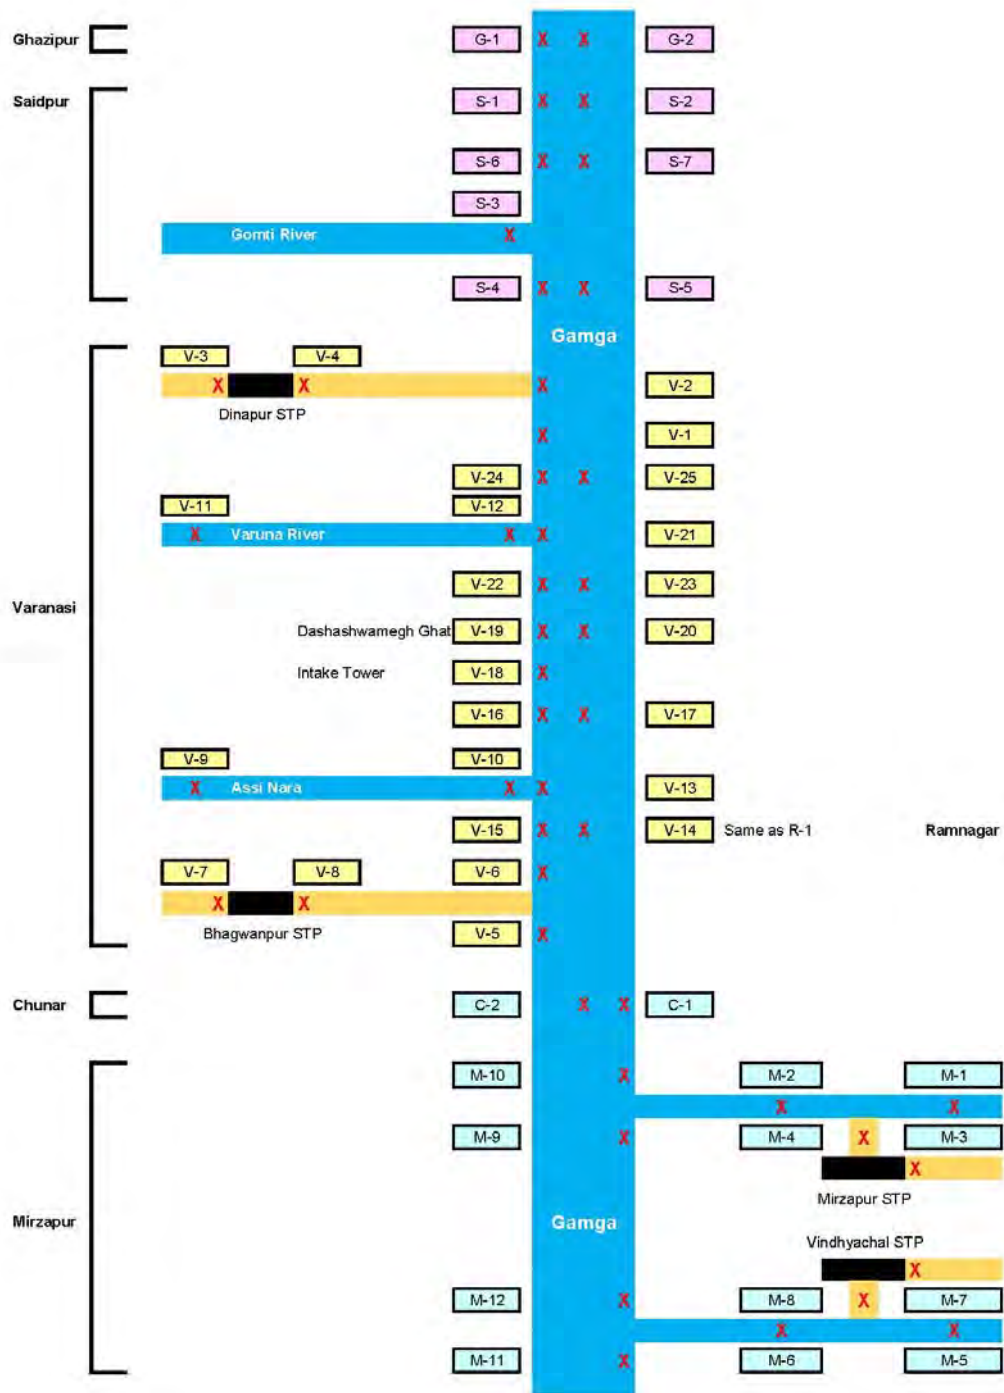 Ghazipur G-1 X X G-2
Saidpur S-1 X X S-2
S-6 X X S-7
S-3
Gomti River X
S-4 X X S-5
Gamga
V-3 V-4
X X X V-2
Dinapur STP
X V-1
V-24 X X V-25
V-11 V-12
X Varuna River X X V-21
V-22 X X V-23
Varanasi
Dashashwamegh Ghat V-19 X X V-20
Intake Tower V-18 X
V-16 X X V-17
V-9 V-10
X Assi Nara X X V-13
V-15 X X V-14 Same as R-1 Ramnagar
V-7 V-8 V-6 X
X X
Bhagwanpur STP V-5 X
Chunar C-2 X X C-1
M-10 X M-2 M-1
X X
M-9 X M-4 X M-3
X
Mirzapur STP
Mirzapur Gamga
Vindhyachal STP
X
M-12 X M-8 X M-7
X X
M-11 X M-6 M-5